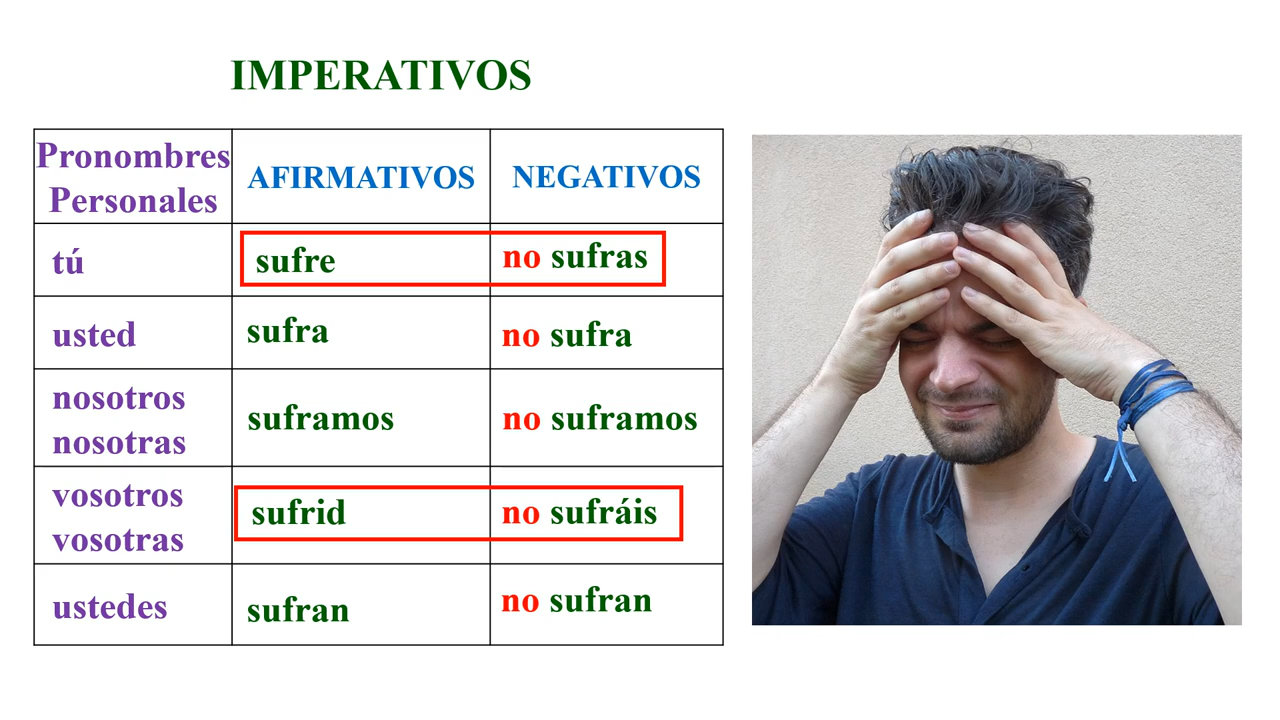 IMPERATIVOS
Pronombres
Personales
AFIRMATIVOS
NEGATIVOS
tú
sufre
no sufras
usted
sufra
no sufra
nosotros
nosotras
suframos
no suframos
vosotros
vosotras
sufrid
no sufráis
ustedes
sufran
no sufran